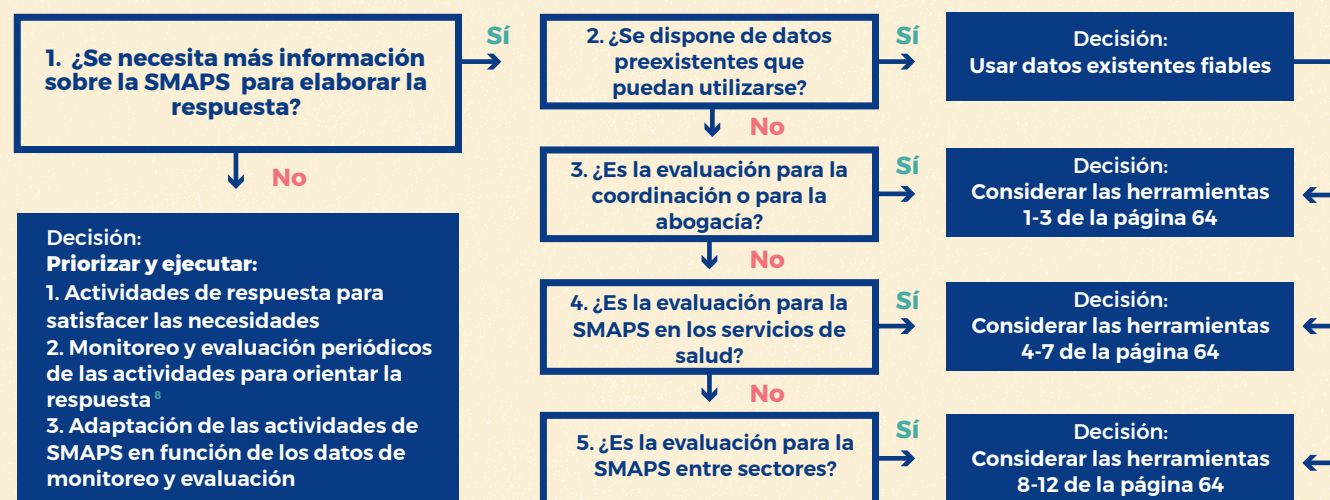 1. ¿Se necesita más información
sobre la SMAPS para elaborar la
respuesta?
Sí
No
Decisión:
Priorizar y ejecutar:
1. Actividades de respuesta para
satisfacer las necesidades
2. Monitoreo y evaluación periódicos
de las actividades para orientar la
respuesta 8
3. Adaptación de las actividades de
SMAPS en función de los datos de
monitoreo y evaluación
2. ¿Se dispone de datos
preexistentes que
puedan utilizarse?
Sí
Decisión:
Usar datos existentes fiables
No
3. ¿Es la evaluación para la
coordinación o para la
abogacía?
Sí
Decisión:
Considerar las herramientas
1-3 de la página 64
No
4. ¿Es la evaluación para la
SMAPS en los servicios de
salud?
Sí
Decisión:
Considerar las herramientas
4-7 de la página 64
No
5. ¿Es la evaluación para la
SMAPS entre sectores?
Sí
Decisión:
Considerar las herramientas
8-12 de la página 64